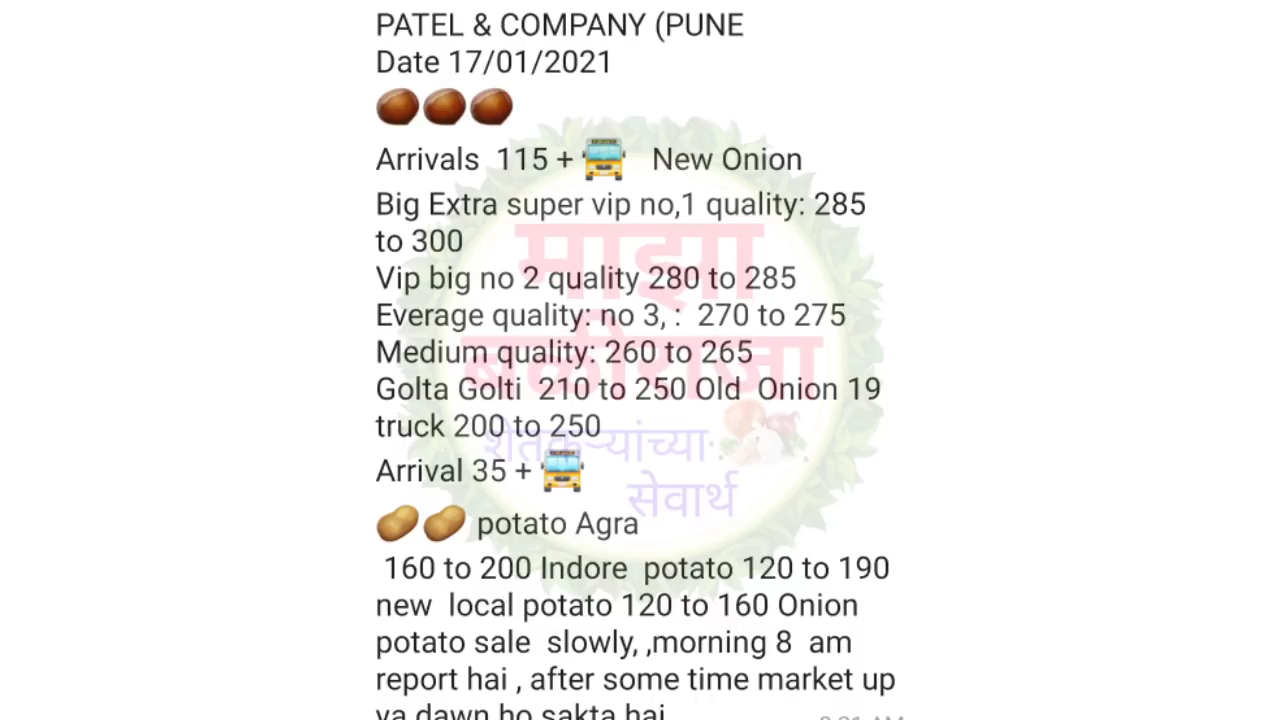 PATEL & COMPANY (PUNE
Date 17/01/2021
Arrivals 115 + New Onion
Big Extra super vip no,1 quality: 285
to 300
Vip big no 2 quality 280 to 285
Everage quality: no 3, : 270 to 275
Medium quality: 260 to 265
Golta Golti 210 to 250 Old Onion 19
truck 200 to 250
Arrival 35 +
potato Agra
160 to 200 Indore potato 120 to 190
new local potato 120 to 160 Onion
potato sale slowly, ,morning 8 am
report hai , after some time market up
ya dawn ho sakta hai
माझा
बळीराजा
शेतकऱ्यांच्या
सेवार्थ